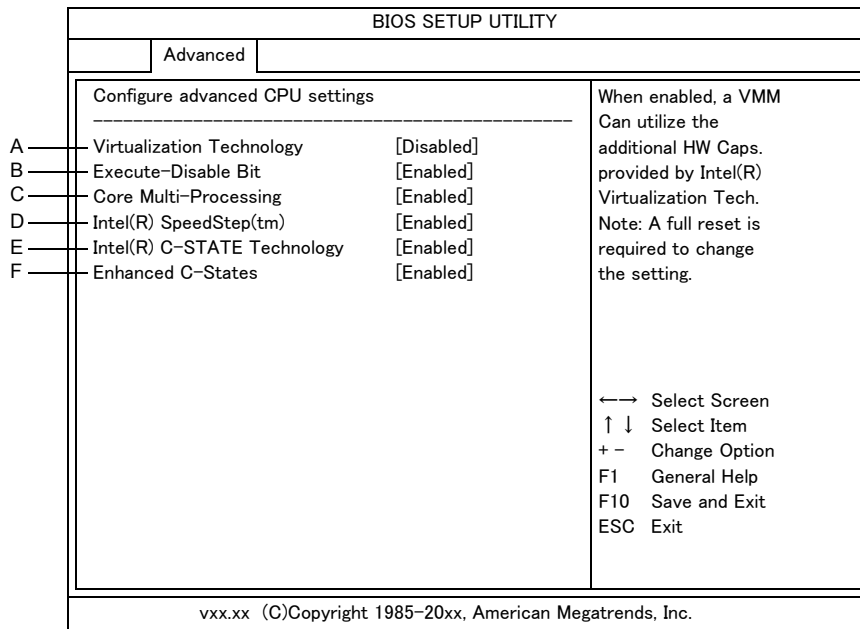 BIOS SETUP UTILITY
Advanced
Configure advanced CPU settings
------------------------------------------------
A Virtualization Technology [Disabled]
B Execute-Disable Bit [Enabled]
C Core Multi-Processing [Enabled]
D Intel(R) SpeedStep(tm) [Enabled]
E Intel(R) C-STATE Technology [Enabled]
F Enhanced C-States [Enabled]
When enabled, a VMM
Can utilize the
additional HW Caps.
provided by Intel(R)
Virtualization Tech.
Note: A full reset is
required to change
the setting.
←→ Select Screen
↑↓ Select Item
+- Change Option
F1 General Help
F10 Save and Exit
ESC Exit
vxx.xx (C)Copyright 1985-20xx, American Megatrends, Inc.